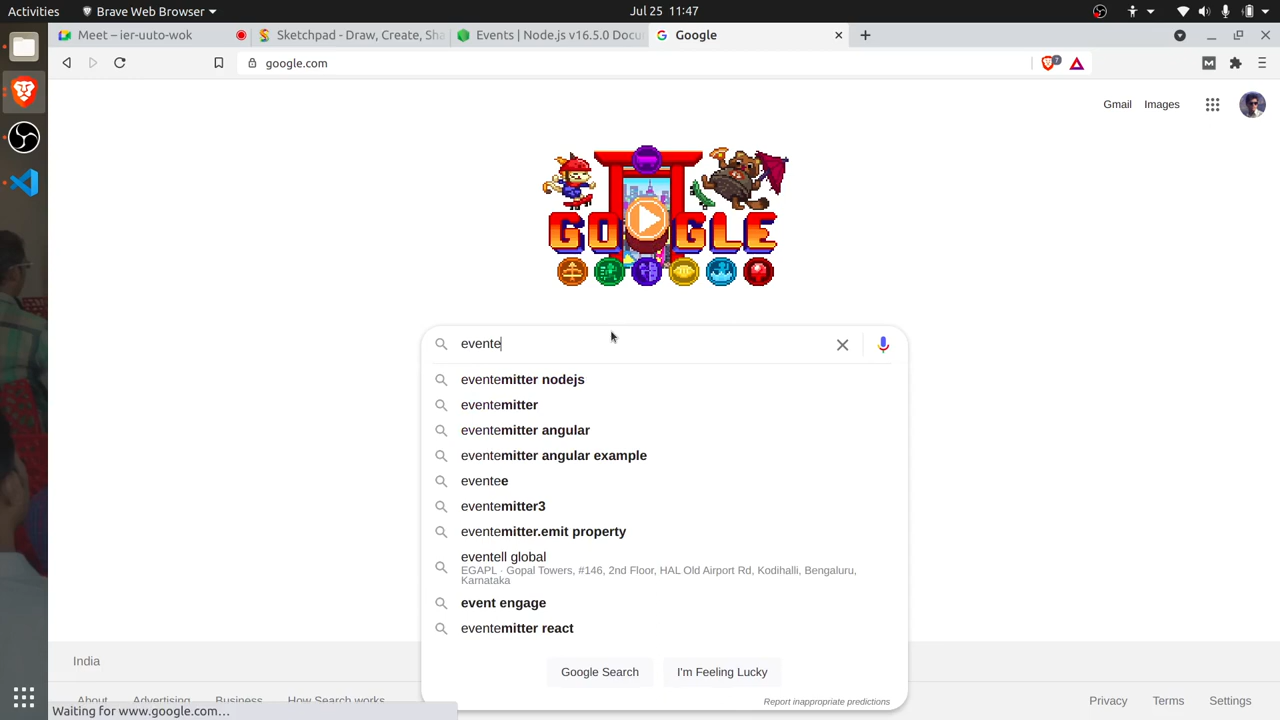 Activities
Brave Web Browser
Jul 25 11:47
Meet – ier-uuto-wok
Sketchpad - Draw, Create, Sha
Events | Node.js v16.5.0 Docu
Google
google.com
7
M
Gmail
Images
GOOGLE
evente
eventemitter nodejs
eventemitter
eventemitter angular
eventemitter angular example
eventee
eventemitter3
eventemitter.emit property
eventell global
EGAPL · Gopal Towers, #146, 2nd Floor, HAL Old Airport Rd, Kodihalli, Bengaluru,
Karnataka
event engage
eventemitter react
Google Search
I'm Feeling Lucky
Report inappropriate predictions
India
About
Advertising
Business
How Search works
Privacy
Terms
Settings
Waiting for www.google.com…